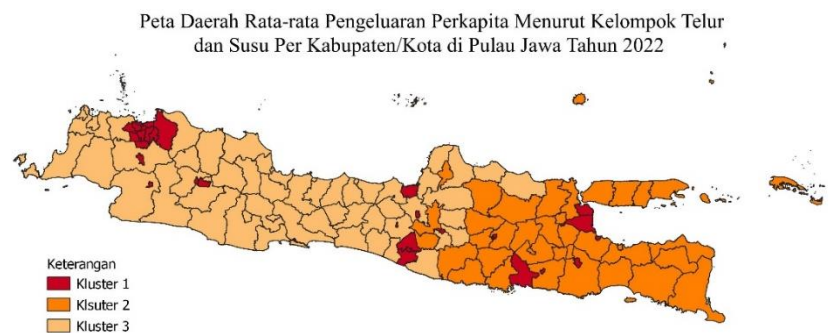 Peta Daerah Rata-rata Pengeluaran Perkapita Menurut Kelompok Telur
dan Susu Per Kabupaten/Kota di Pulau Jawa Tahun 2022
Keterangan
Kluster 1
Klsuter 2
Kluster 3